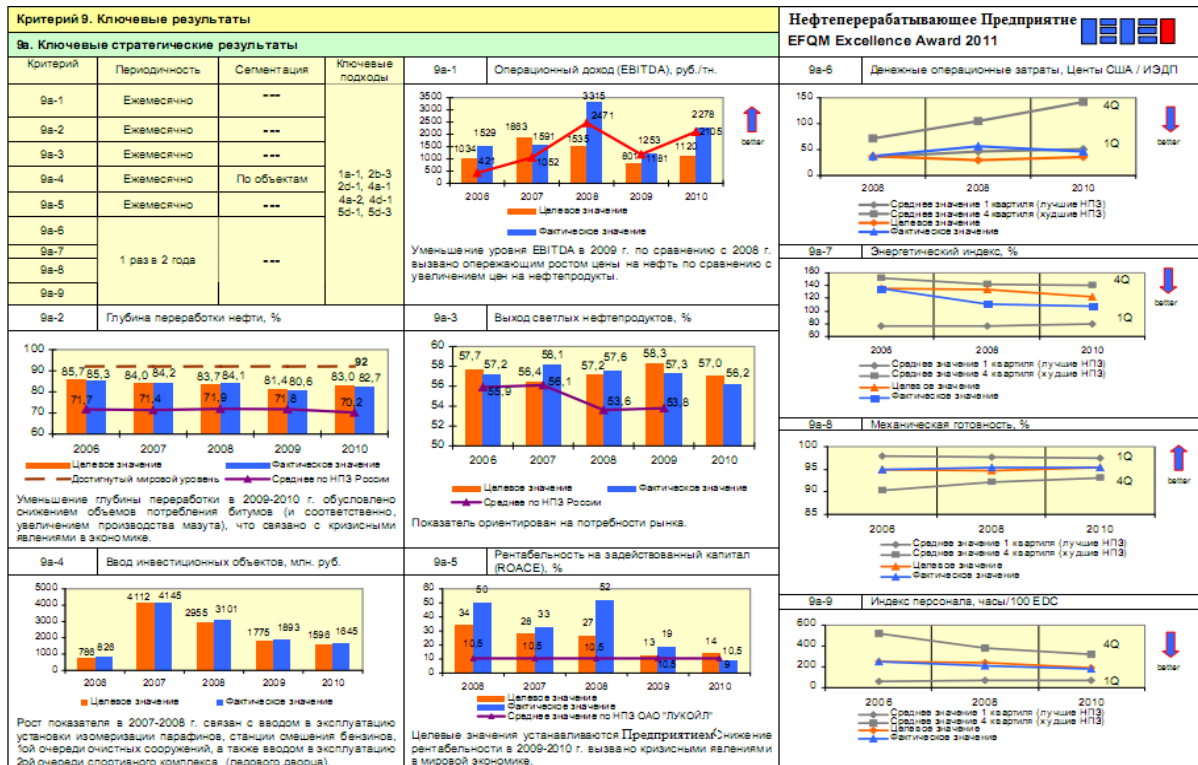 Критерий 9. Ключевые результаты
9а. Ключевые стратегические результаты
Критерий
Периодичность
Сегментация
Ключевые подходы
9а-1
Ежемесячно
---
9а-2
Ежемесячно
---
9а-3
Ежемесячно
---
9а-4
Ежемесячно
По объектам
9а-5
Ежемесячно
---
9а-6
9а-7
9а-8
9а-9
1 раз в 2 года
---
1a-1, 2b-3
2d-1, 4a-1
4a-2, 4d-1
5d-1, 5d-3
9а-1
Операционный доход (EBITDA), руб./тн.
3500
3000
2500
2000
1500
1000
500
0
1034
1529
421
1863
1591
1052
1535
3315
2471
801
1253
1181
1120
2278
2105
2006
2007
2008
2009
2010
better
Целевое значение
Фактическое значение
Уменьшение уровня EBITDA в 2009 г. по сравнению с 2008 г.
вызвано опережающим ростом цены на нефть по сравнению с
увеличением цен на нефтепродукты.
9а-2
Глубина переработки нефти, %
100
90
80
70
60
92
85,7
85,3
84,0
84,2
83,7
84,1
81,4
80,6
83,0
82,7
71,7
71,4
71,9
71,8
70,2
2006
2007
2008
2009
2010
Целевое значение
Фактическое значение
Достигнутый мировой уровень
Среднее по НПЗ России
Уменьшение глубины переработки в 2009-2010 г. обусловлено
снижением объемов потребления битумов (и соответственно,
увеличением производства мазута), что связано с кризисными
явлениями в экономике.
9а-3
Выход светлых нефтепродуктов, %
60
58
56
54
52
50
57,7
57,2
56,4
58,1
57,2
57,6
58,3
57,3
57,0
56,2
55,9
56,1
53,6
53,8
2006
2007
2008
2009
2010
Целевое значение
Фактическое значение
Среднее по НПЗ России
Показатель ориентирован на потребности рынка.
9а-4
Ввод инвестиционных объектов, млн. руб.
5000
4000
3000
2000
1000
0
788
828
4112
4145
2955
3101
1775
1893
1596
1645
2006
2007
2008
2009
2010
Целевое значение
Фактическое значение
Рост показателя в 2007-2008 г. связан с вводом в эксплуатацию
установки изомеризации парафинов, станции смешения бензинов,
1ой очереди очистных сооружений, а также вводом в эксплуатацию
2ой очереди спортивного комплекса (ледового дворца).
9а-5
Рентабельность на задействованный капитал
(ROACE), %
60
50
40
30
20
10
0
34
50
28
33
27
52
13
19
14
9
10,5
10,5
10,5
10,5
10,5
2006
2007
2008
2009
2010
Целевое значение
Фактическое значение
Среднее значение по НПЗ ОАО "ЛУКОЙЛ"
Целевые значения устанавливаются Предприятием Снижение
рентабельности в 2009-2010 г. вызвано кризисными явлениями
в мировой экономике.
Нефтеперерабатывающее Предприятие
EFQM Excellence Award 2011
9а-6
Денежные операционные затраты, Центы США / ИЭДП
150
100
50
0
4Q
1Q
2006
2008
2010
better
Среднее значение 1 квартиля (лучшие НПЗ)
Среднее значение 4 квартиля (худшие НПЗ)
Целевое значение
Фактическое значение
9а-7
Энергетический индекс, %
160
140
120
100
80
60
4Q
1Q
2006
2008
2010
better
Среднее значение 1 квартиля (лучшие НПЗ)
Среднее значение 4 квартиля (худшие НПЗ)
Целевое значение
Фактическое значение
9а-8
Механическая готовность, %
100
95
90
85
1Q
4Q
2006
2008
2010
better
Среднее значение 1 квартиля (лучшие НПЗ)
Среднее значение 4 квартиля (худшие НПЗ)
Целевое значение
Фактическое значение
9а-9
Индекс персонала, часы/100 EDC
600
400
200
0
4Q
1Q
2006
2008
2010
better
Среднее значение 1 квартиля (лучшие НПЗ)
Среднее значение 4 квартиля (худшие НПЗ)
Целевое значение
Фактическое значение